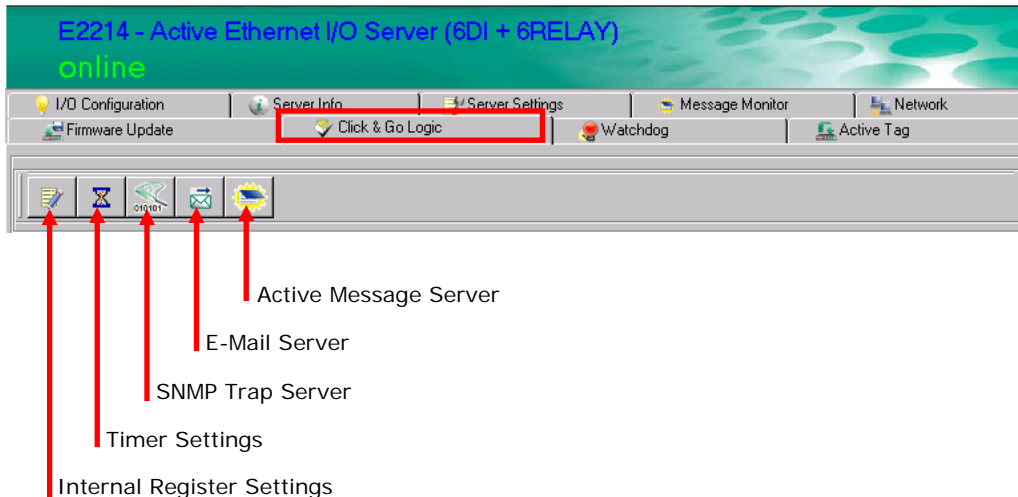 E2214 - Active Ethernet I/O Server (6DI + 6RELAY)
online
I/O Configuration
Server Info
Server Settings
Message Monitor
Network
Firmware Update
Click & Go Logic
Watchdog
Active Tag
010101
Active Message Server
E-Mail Server
SNMP Trap Server
Timer Settings
Internal Register Settings